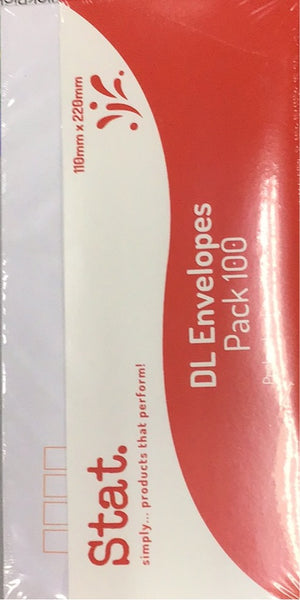 Stat.
simply... products that perform!
110mm x 220mm
DL Envelopes
Pack 100